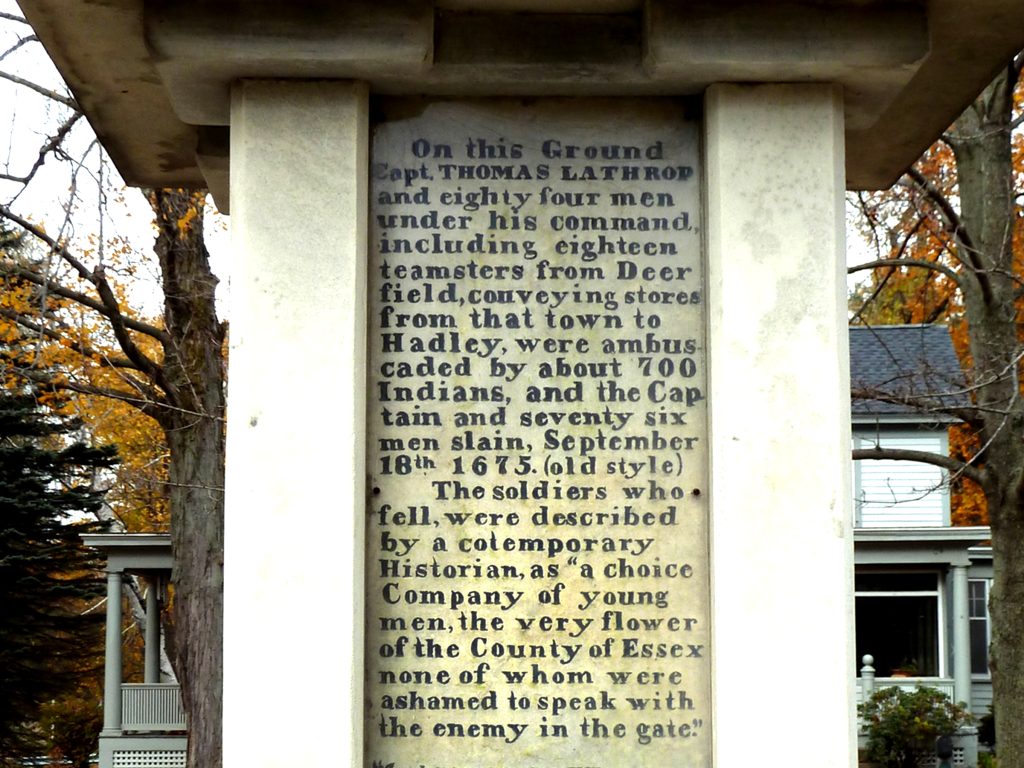 On this Ground
Capt. THOMAS LATHROP
and eighty four men
under his command,
including eighteen
teamsters from Deer
field, conveying stores
from that town to
Hadley, were ambus-
caded by about 700
Indians, and the Cap
tain and seventy six
men slain, September
18th 1675. (old style)
The soldiers who
fell, were described
by a cotemporary
Historian, as "a choice
Company of young
men, the very flower
of the County of Essex
none of whom were
ashamed to speak with
the enemy in the gate."